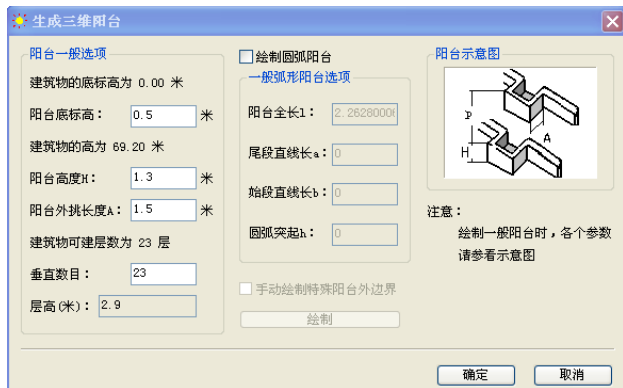 生成三维阳台
阳台一般选项
建筑物的底标高为 0.00 米
阳台底标高: 0.5 米
建筑物的高为 69.20 米
阳台高度H: 1.3 米
阳台外挑长度A: 1.5 米
建筑物可建层数为 23 层
垂直数目: 23
层高(米): 2.9
绘制圆弧阳台
一般弧形阳台选项
阳台全长l: 2.2628000
尾段直线长a: 0
始段直线长b: 0
圆弧突起h: 0
手动绘制特殊阳台外边界
绘制
阳台示意图
P
A
H
注意:
绘制一般阳台时,各个参数
请参看示意图
确定
取消